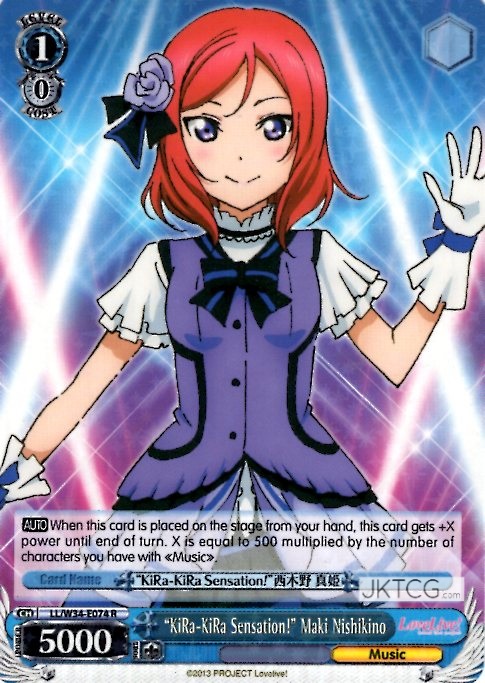 LEVEL
1
0
COST
AUTO When this card is placed on the stage from your hand, this card gets +X
power until end of turn. X is equal to 500 multiplied by the number of
characters you have with «Music».
Card Name
"KiRa-KiRa Sensation!"西木野 真姫
JKTCG.com
CH LL/W34-E074 R
POWER 5000
"KiRa-KiRa Sensation!" Maki Nishikino
LoveLive!
Music
©2013 PROJECT Lovelive!